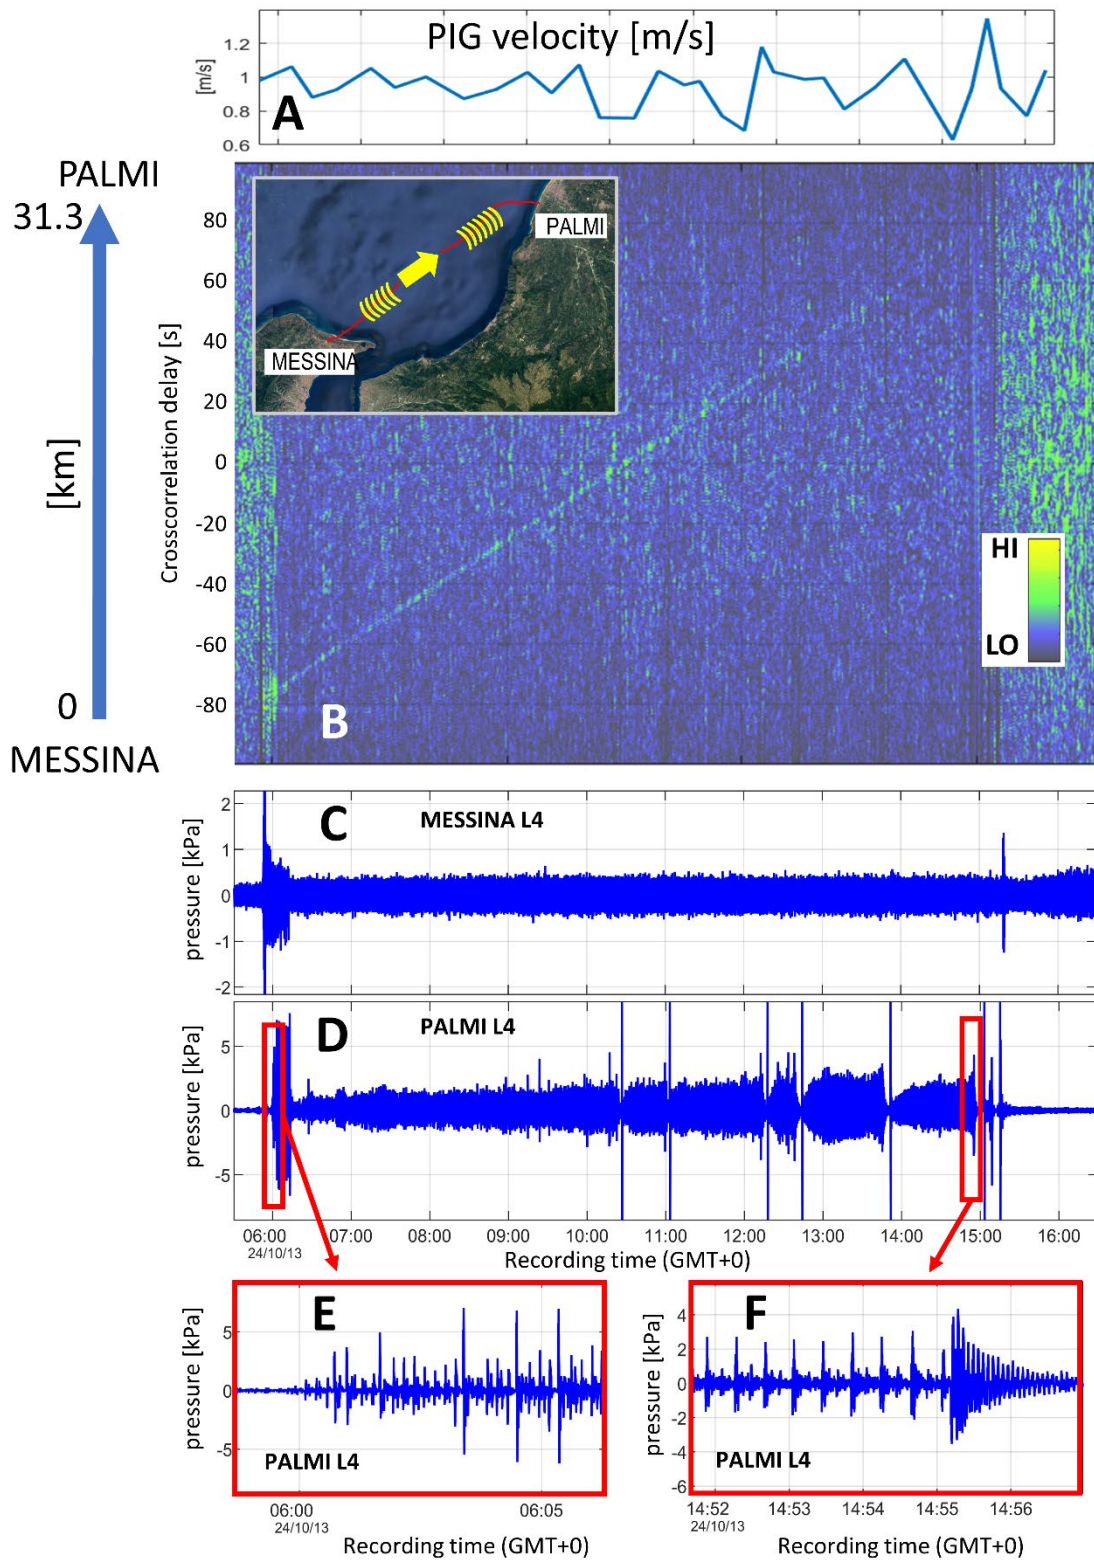 PIG velocity [m/s]
[m/s]
1.2
1
0.8
0.6
A
PALMI
31.3
[km]
0
MESSINA
Crosscorrelation delay [s]
80
60
40
20
0
-20
-40
-60
-80
PALMI
MESSINA
HI
LO
B
C
MESSINA L4
pressure [kPa]
2
1
0
-1
-2
D
PALMI L4
pressure [kPa]
5
0
-5
06:00 07:00 08:00 09:00 10:00 11:00 12:00 13:00 14:00 15:00 16:00
24/10/13
Recording time (GMT+0)
E
pressure [kPa]
5
0
-5
PALMI L4
06:00 06:05
24/10/13
Recording time (GMT+0)
F
pressure [kPa]
4
2
0
-2
-4
-6
PALMI L4
14:52 14:53 14:54 14:55 14:56
24/10/13
Recording time (GMT+0)